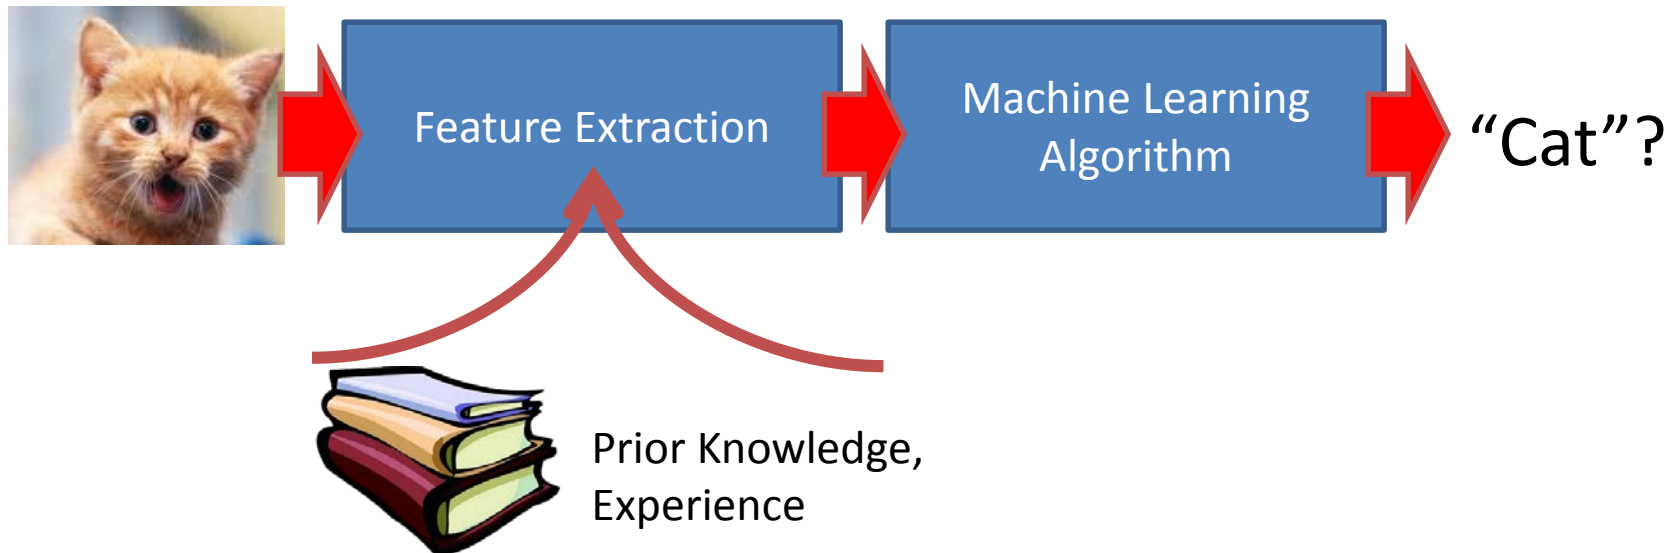 Feature Extraction
Machine Learning
Algorithm
“Cat”?
Prior Knowledge,
Experience